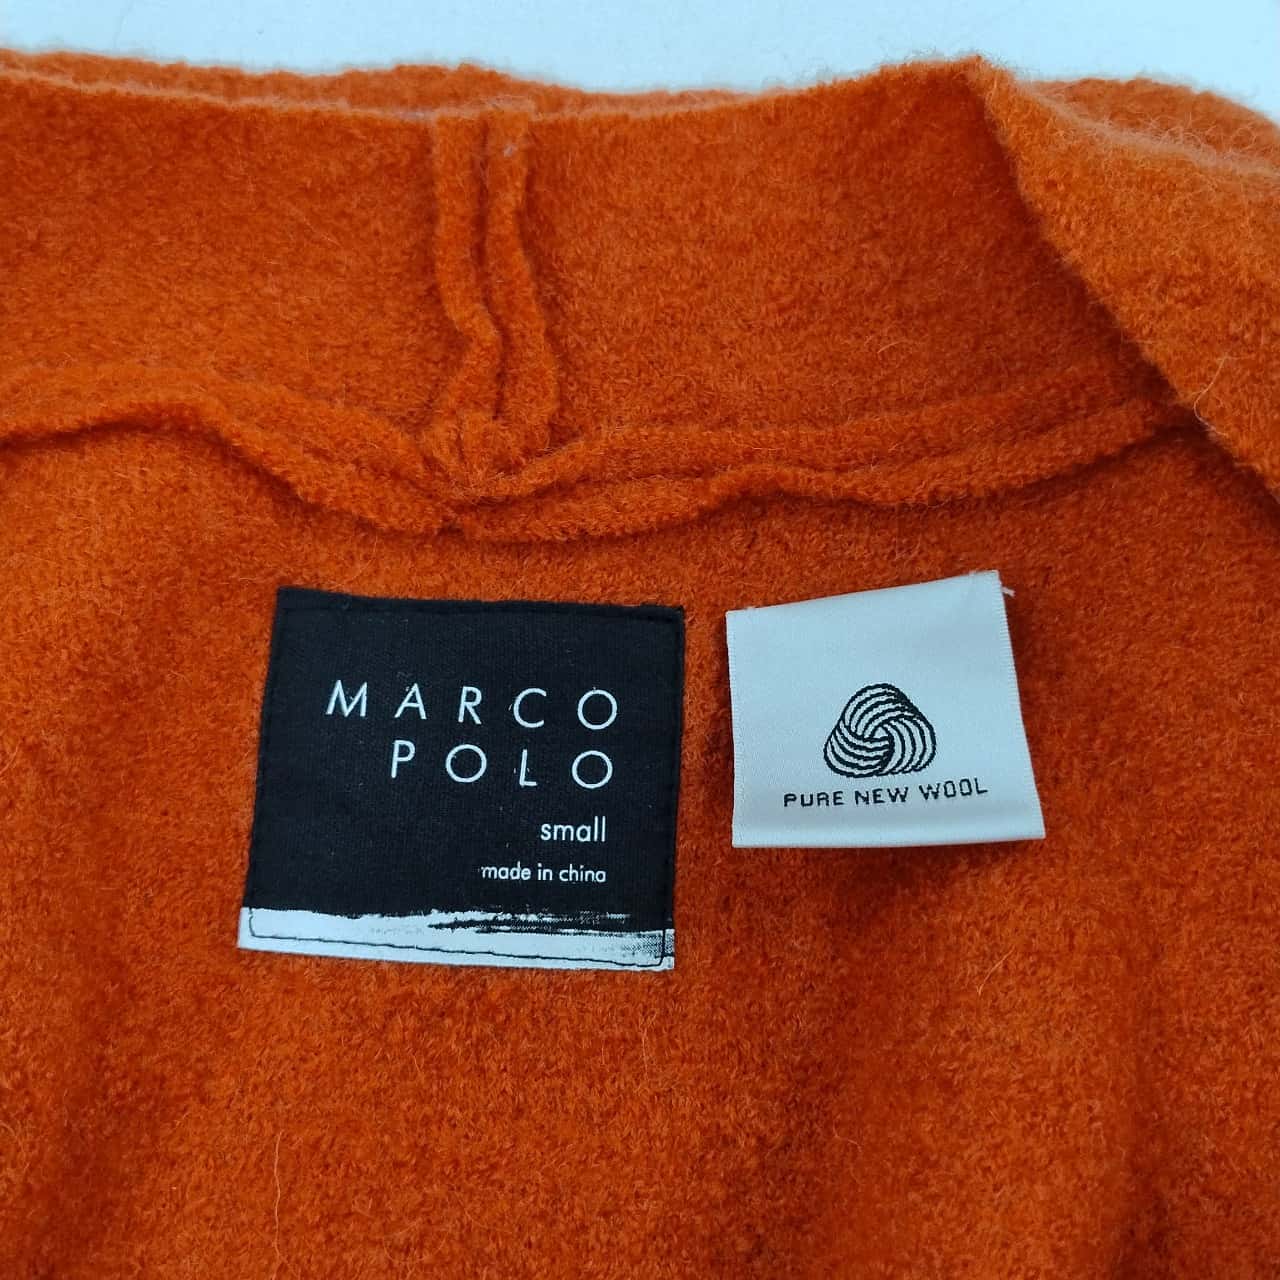 MARCO
POLO
small
made in china
PURE NEW WOOL